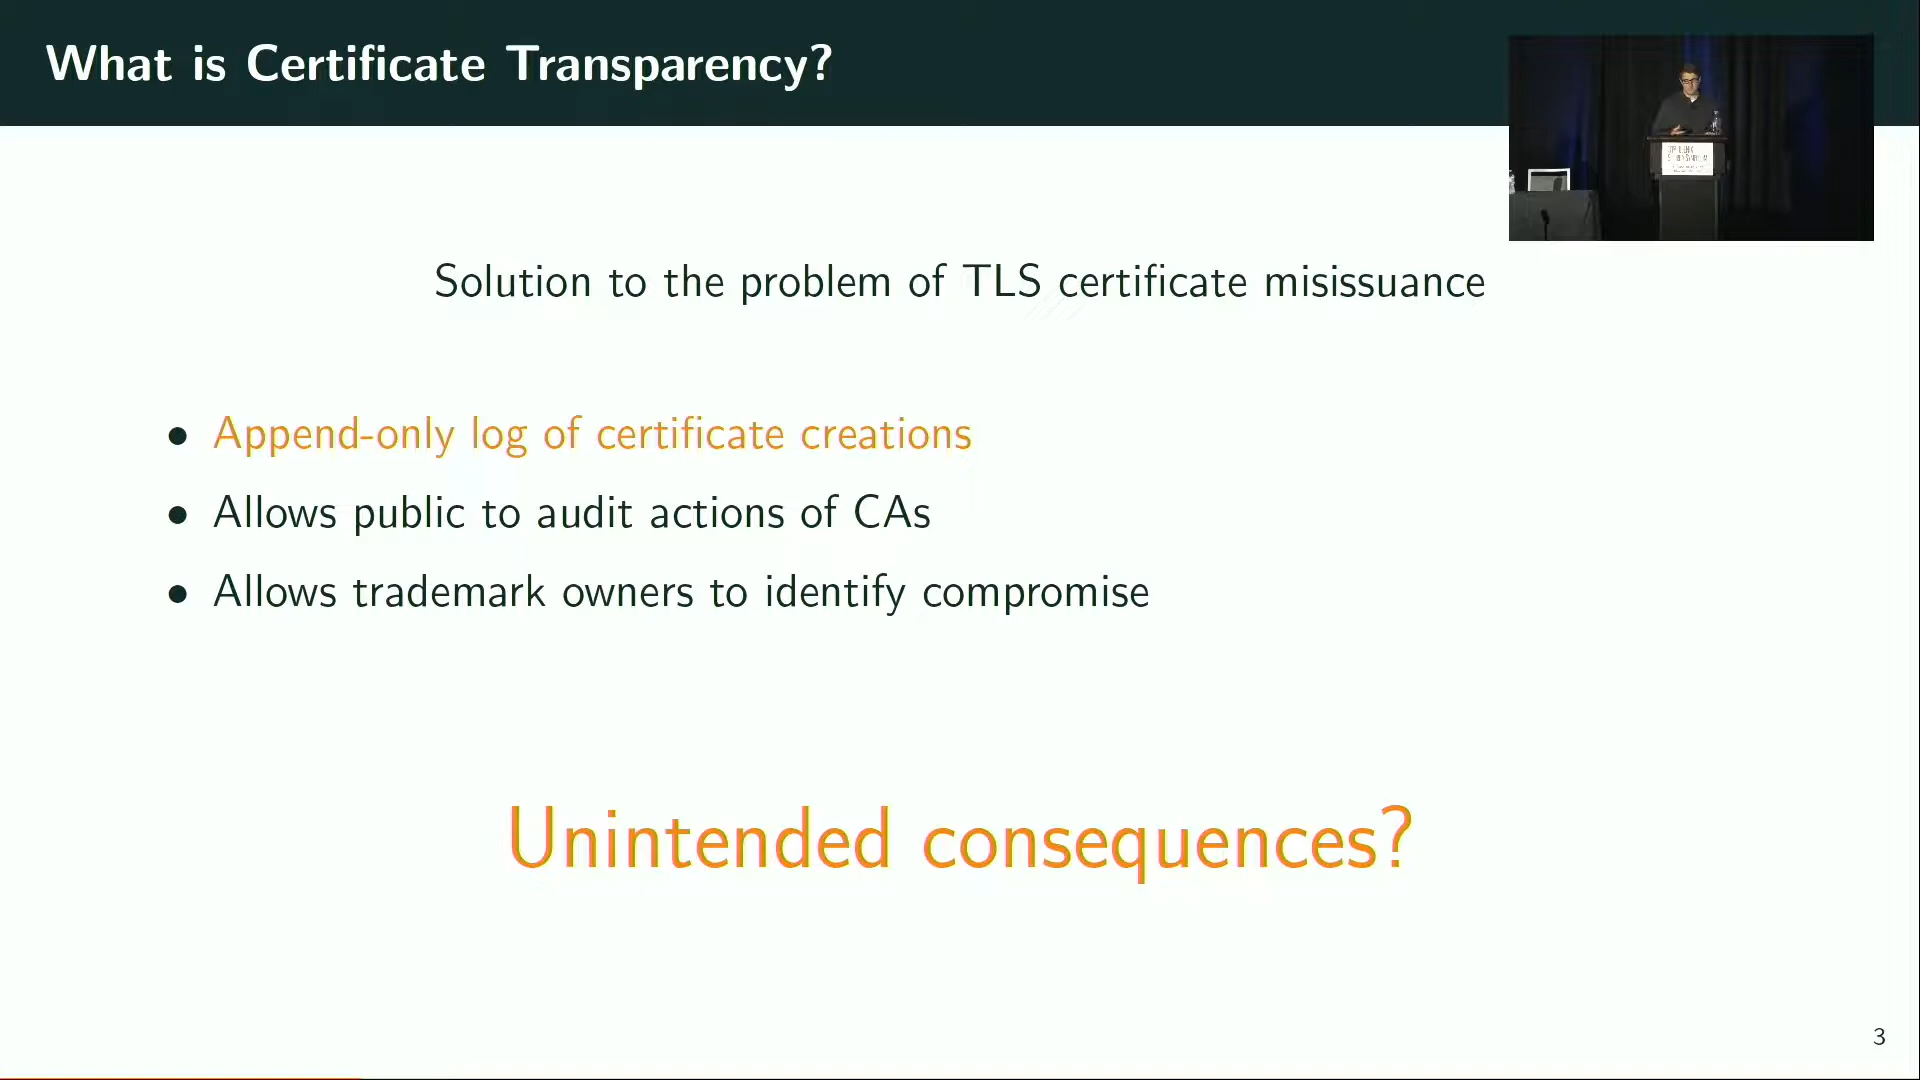 What is Certificate Transparency?
Solution to the problem of TLS certificate misissuance
• Append-only log of certificate creations
• Allows public to audit actions of CAs
• Allows trademark owners to identify compromise
Unintended consequences?
3